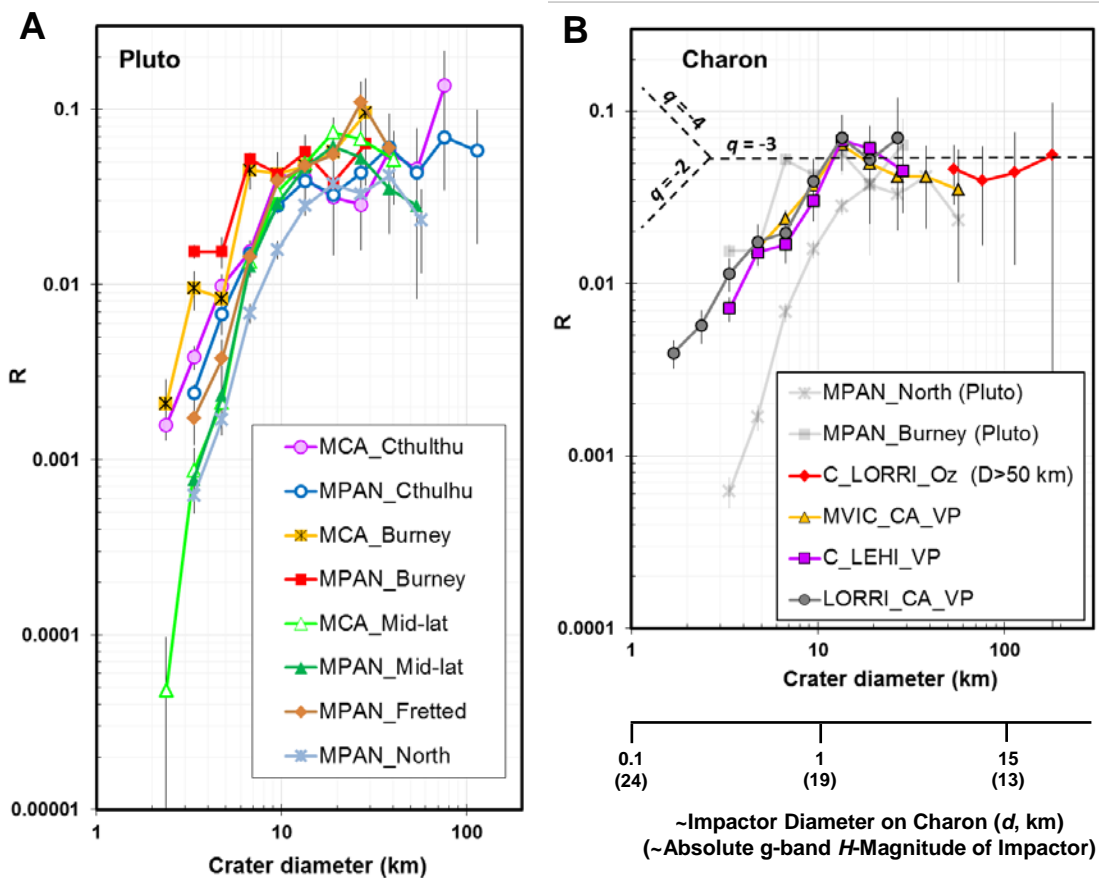 A
Pluto
0.1
0.01
0.001
0.0001
0.00001
R
1
10
100
Crater diameter (km)
MCA_Cthulthu
MPAN_Cthulhu
MCA_Burney
MPAN_Burney
MCA_Mid-lat
MPAN_Mid-lat
MPAN_Fretted
MPAN_North
B
Charon
q = -4
q = -3
q = -2
0.1
0.01
0.001
0.0001
R
1
10
100
Crater diameter (km)
MPAN_North (Pluto)
MPAN_Burney (Pluto)
C_LORRI_Oz (D>50 km)
MVIC_CA_VP
C_LEHI_VP
LORRI_CA_VP
0.1
(24)
1
(19)
15
(13)
~Impactor Diameter on Charon (d, km)
(~Absolute g-band H-Magnitude of Impactor)